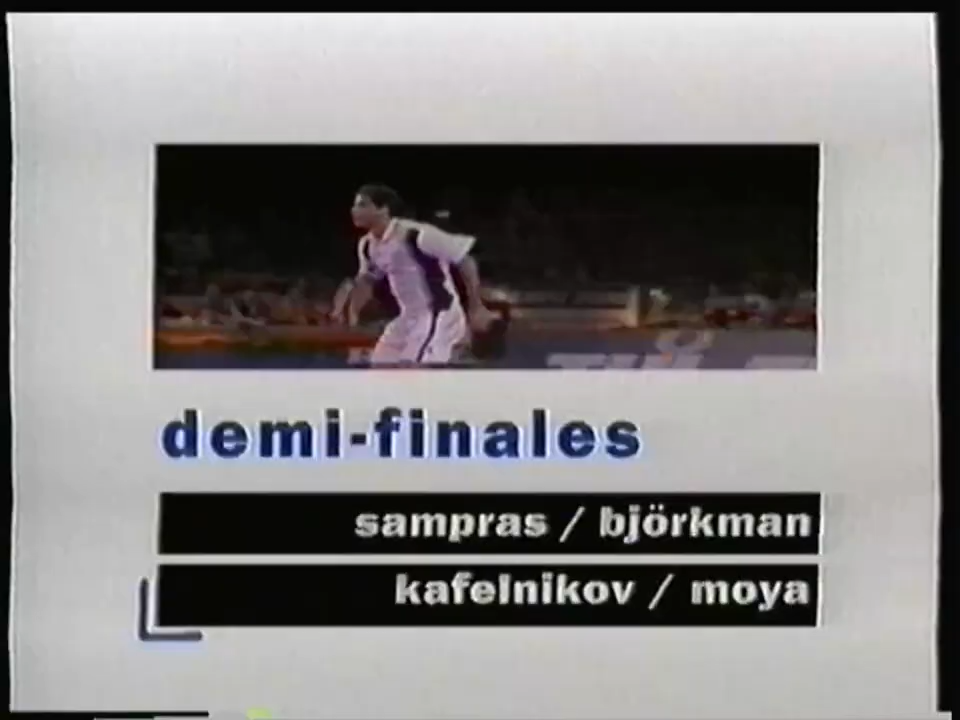 demi-finales
sampras / björkman
kafelnikov / moya